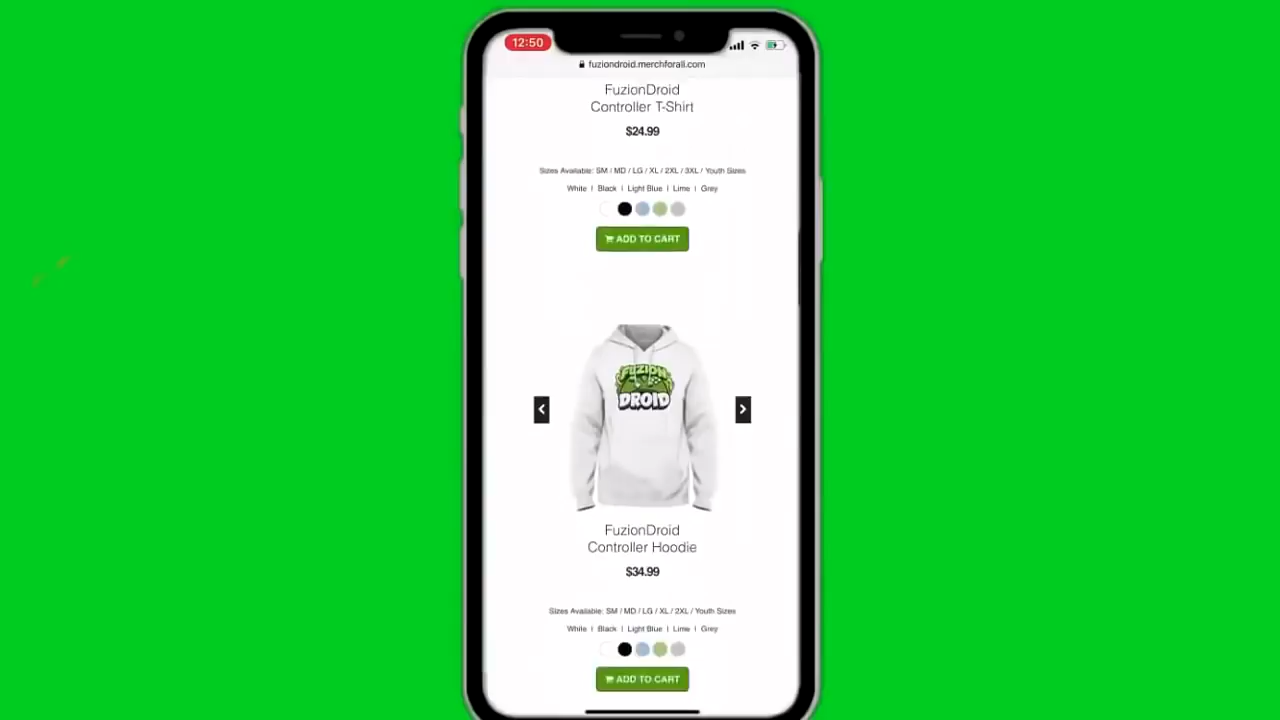 12:50
fuziondroid.merchforall.com
FuzionDroid
Controller T-Shirt
$24.99
Sizes Available: SM / MD / LG / XL / 2XL / 3XL / Youth Sizes
White | Black | Light Blue | Lime | Grey
ADD TO CART
FUZION
DROID
FuzionDroid
Controller Hoodie
$34.99
Sizes Available: SM / MD / LG / XL / 2XL / Youth Sizes
White | Black | Light Blue | Lime | Grey
ADD TO CART